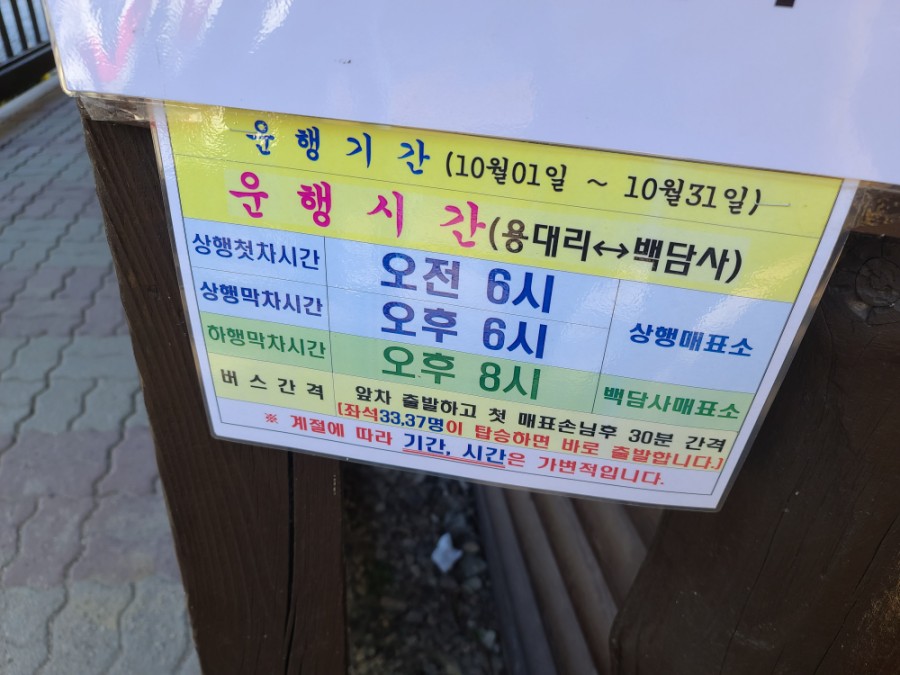 운행기간 (10월01일 ~ 10월31일)
운행시간(용대리↔백담사)
상행첫차시간 오전 6시
상행막차시간 오후 6시 상행매표소
하행막차시간 오후 8시 백담사매표소
버스간격 앞차 출발하고 첫 매표손님후 30분 간격
(좌석33,37명이 탑승하면 바로 출발합니다.)
※ 계절에 따라 기간, 시간은 가변적입니다.